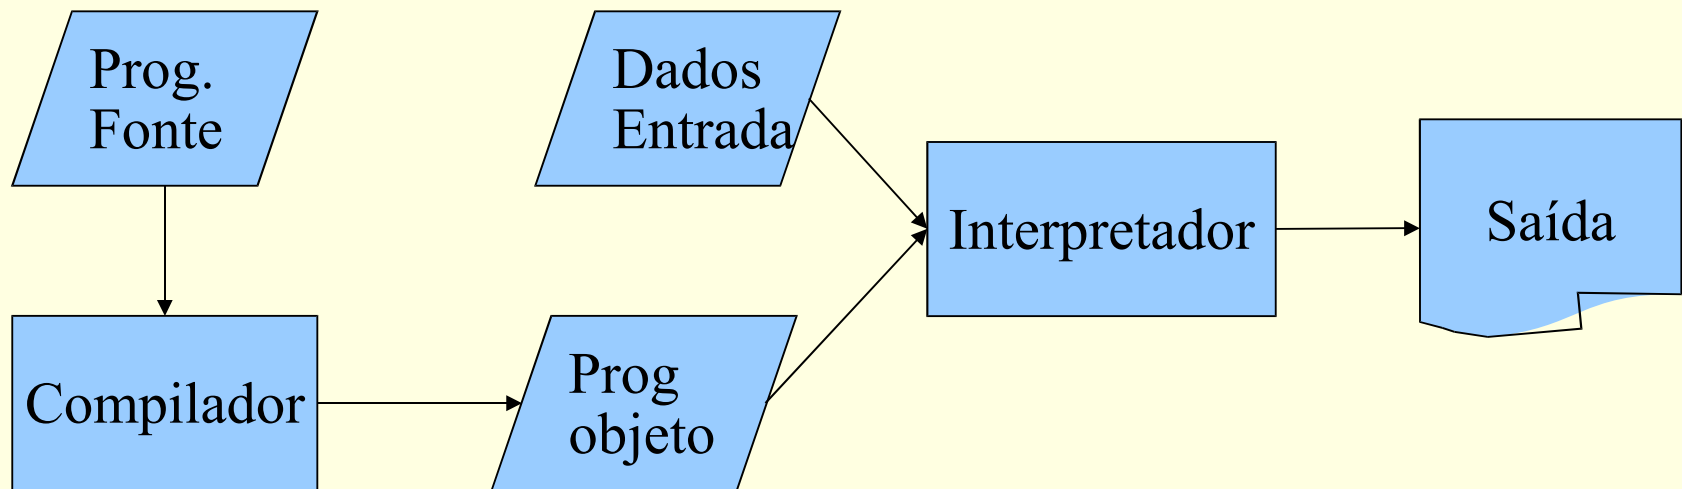 Prog.
Fonte
Dados
Entrada
Interpretador
Saída
Compilador
Prog
objeto